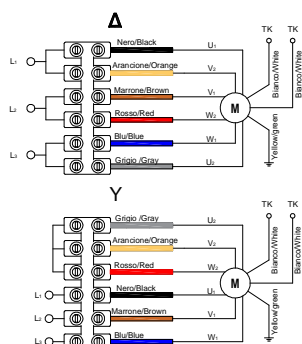 Δ
TK TK
Nero/Black U1
L1
Arancione/Orange V2
Bianco/White
Bianco/White
Marrone/Brown V1
L2
M
Rosso/Red W2
Blu/Blue W1
L3
Yellow/green
Grigio /Gray U2
Y
TK TK
Grigio /Gray U2
Arancione/Orange V2
Bianco/White
Bianco/White
Rosso/Red W2
M
L1 Nero/Black U1
L2 Marrone/Brown V1
Yellow/green
L3 Blu/Blue W1